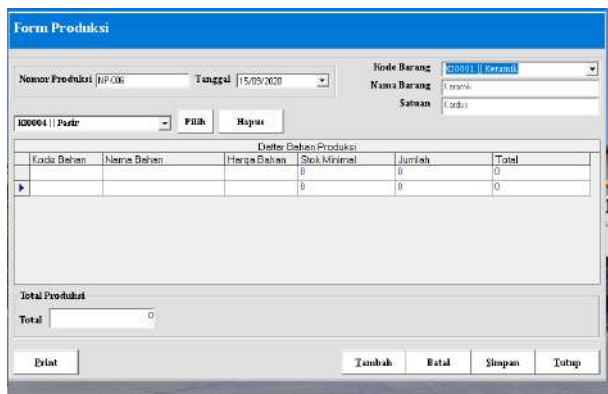 Form Produksi
Nomor Produksi NP-006 Tanggal 15/09/2020
Kode Barang KI0001 || Keramik
Nama Barang Keramik
Satuan Kardus
KI0004 || Pasir Pilih Hapus
Daftar Bahan Produksi
Kode Bahan Nama Bahan Harga Bahan Stok Minimal Jumlah Total
0 0 0
0 0 0
Total Produksi
Total 0
Print Tambah Batal Simpan Tutup